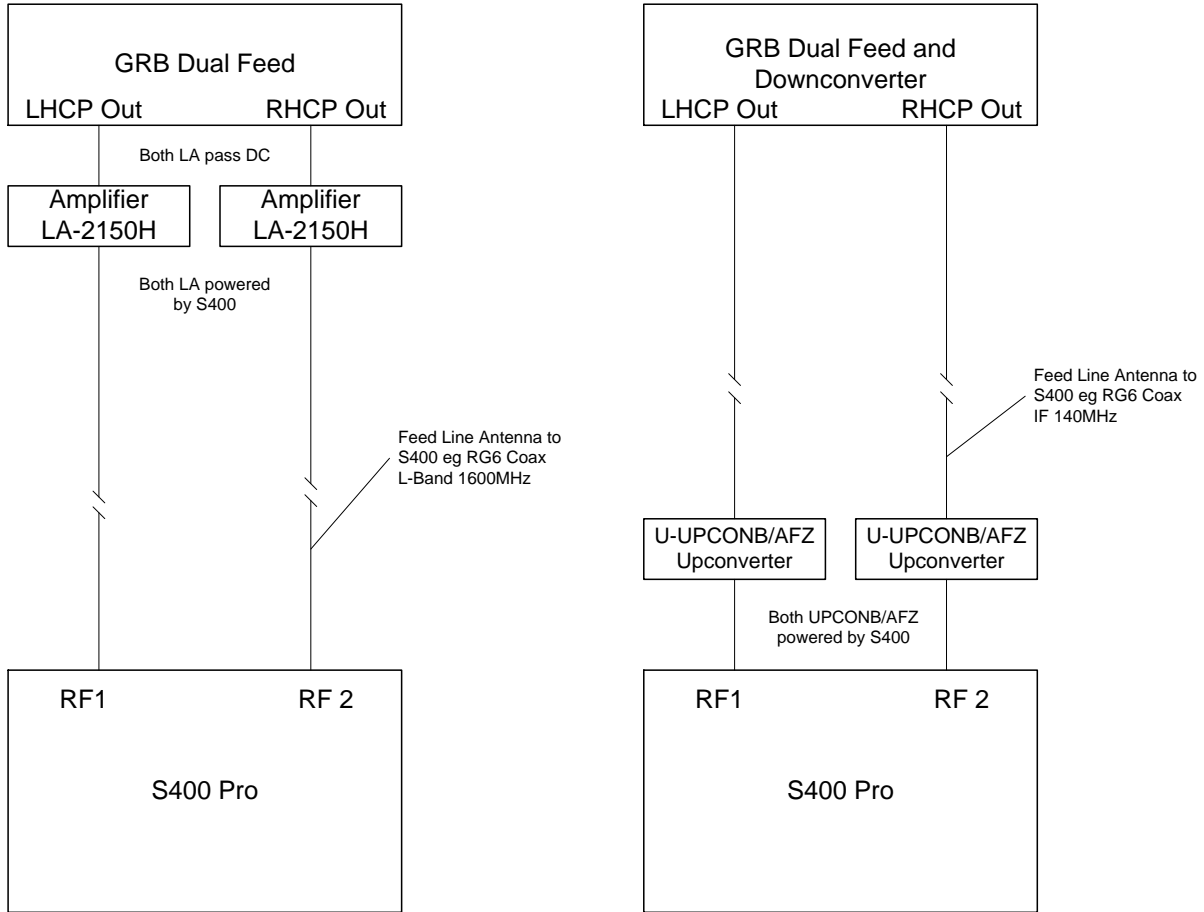 GRB Dual Feed
LHCP Out
RHCP Out
Both LA pass DC
Amplifier
LA-2150H
Amplifier
LA-2150H
Both LA powered
by S400
Feed Line Antenna to
S400 eg RG6 Coax
L-Band 1600MHz
RF1
RF 2
S400 Pro
GRB Dual Feed and
Downconverter
LHCP Out
RHCP Out
Feed Line Antenna to
S400 eg RG6 Coax
IF 140MHz
U-UPCONB/AFZ
Upconverter
U-UPCONB/AFZ
Upconverter
Both UPCONB/AFZ
powered by S400
RF1
RF 2
S400 Pro